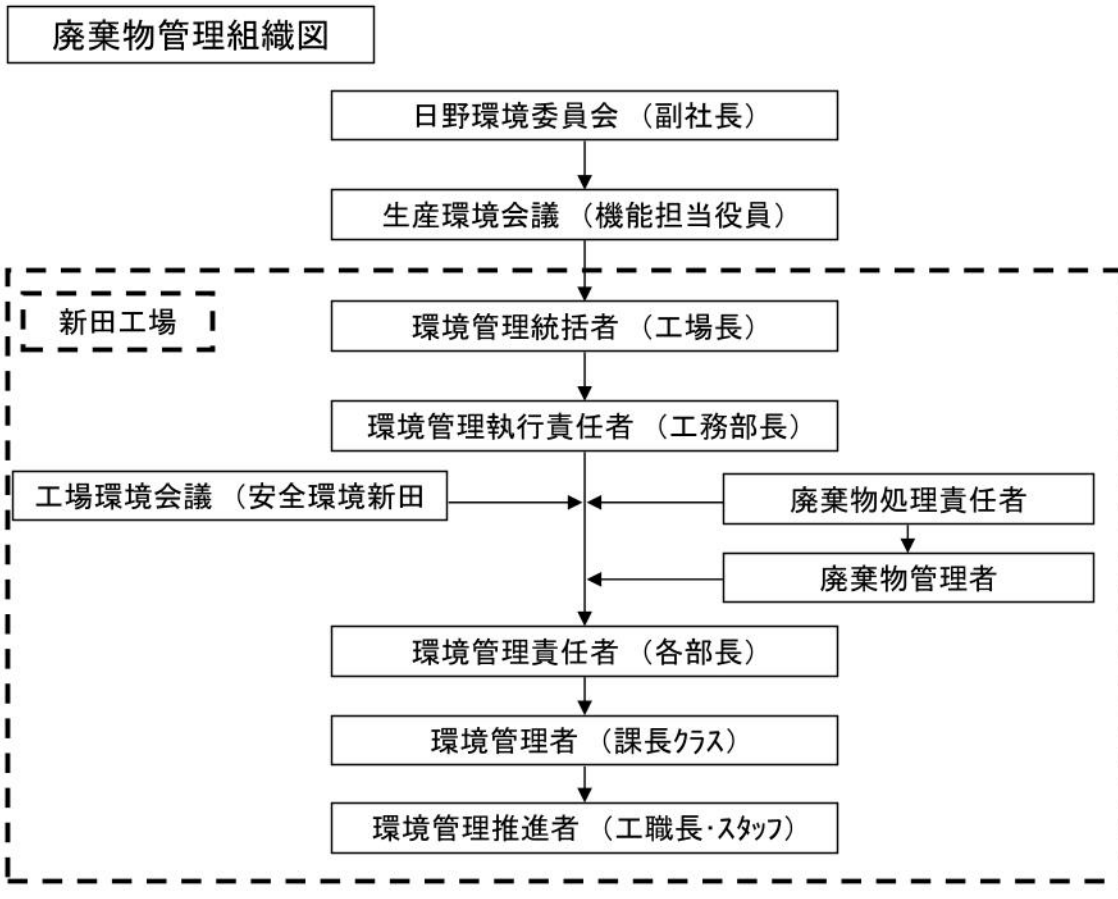 廃棄物管理組織図
日野環境委員会 （副社長）
生産環境会議 （機能担当役員）
新田工場
環境管理統括者 （工場長）
環境管理執行責任者 （工務部長）
工場環境会議 （安全環境新田
廃棄物処理責任者
廃棄物管理者
環境管理責任者 （各部長）
環境管理者 （課長クラス）
環境管理推進者 （工職長･スタッフ）